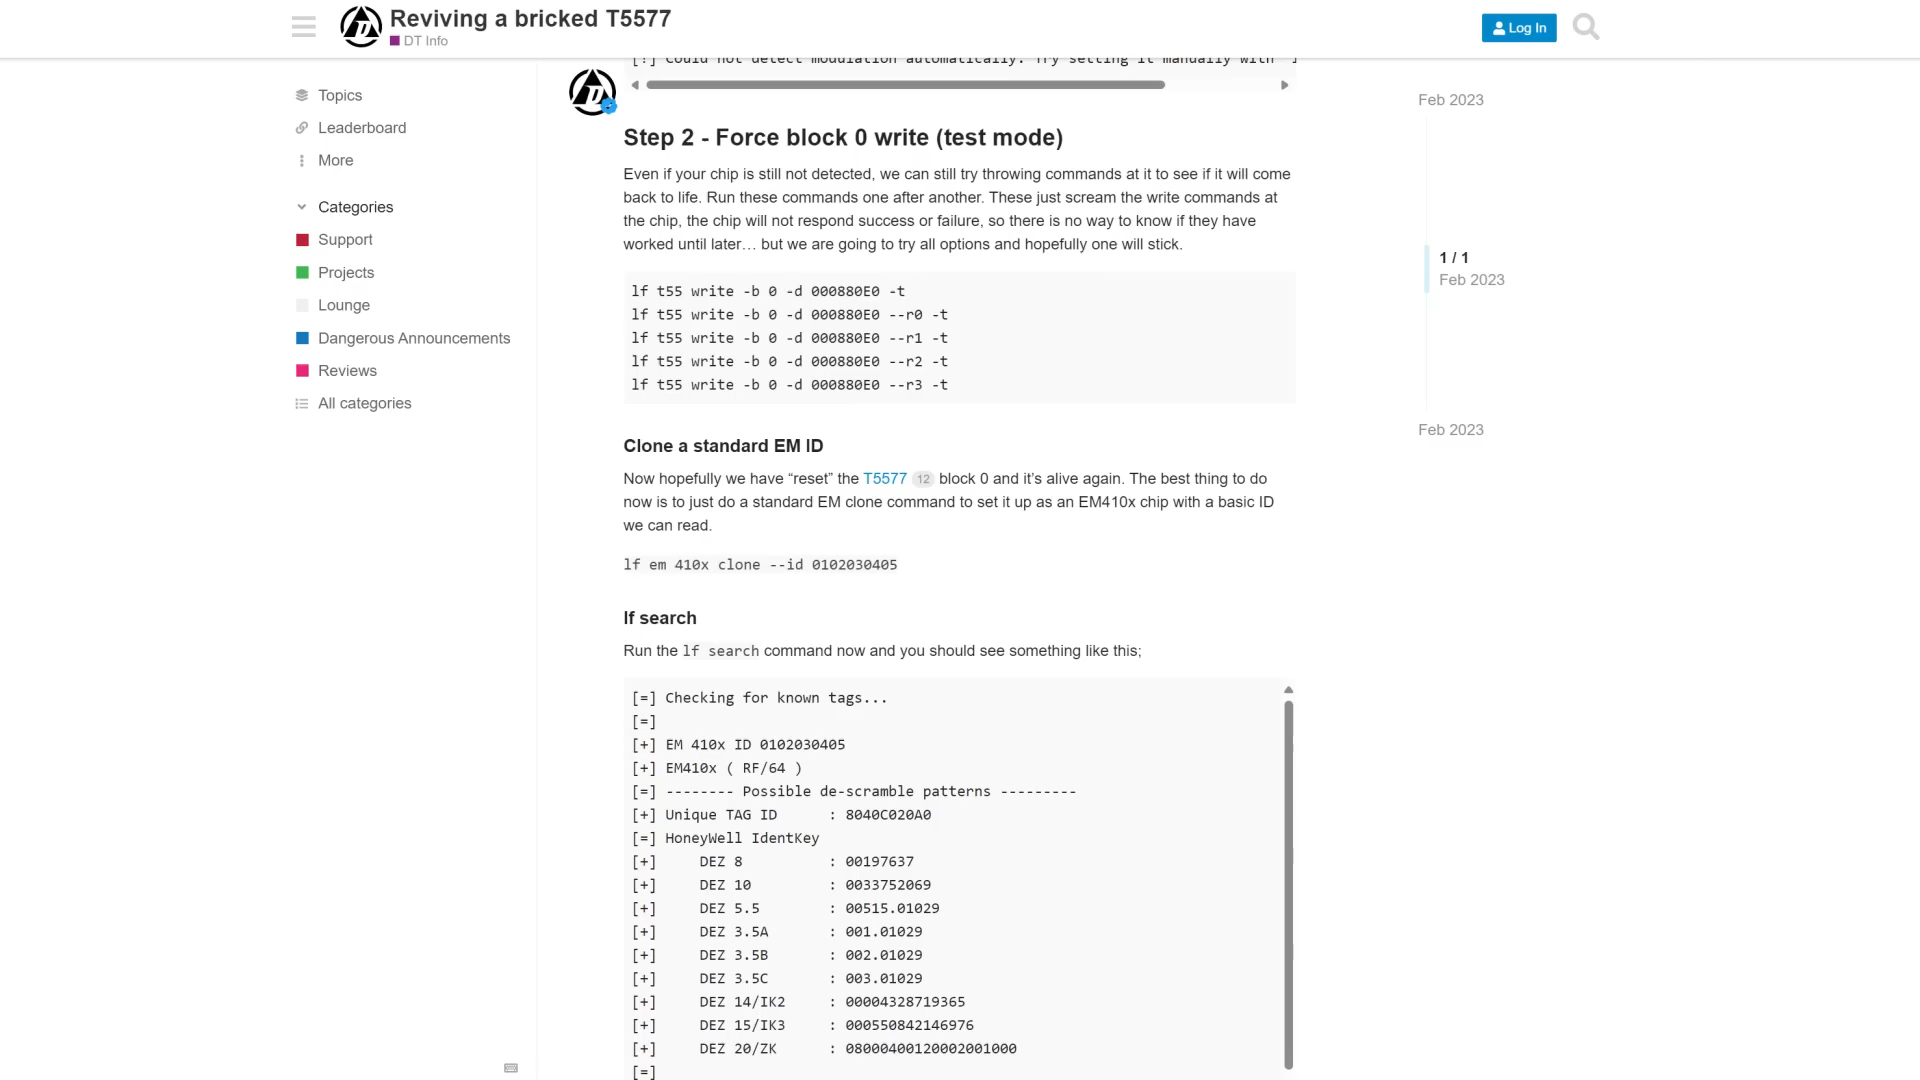 Reviving a bricked T5577
DT Info
Log In
Topics
Leaderboard
More
Categories
Support
Projects
Lounge
Dangerous Announcements
Reviews
All categories
[!] Could not detect modulation automatically. Try setting it manually with
Step 2 - Force block 0 write (test mode)
Even if your chip is still not detected, we can still try throwing commands at it to see if it will come
back to life. Run these commands one after another. These just scream the write commands at
the chip, the chip will not respond success or failure, so there is no way to know if they have
worked until later… but we are going to try all options and hopefully one will stick.
lf t55 write -b 0 -d 000880E0 -t
lf t55 write -b 0 -d 000880E0 --r0 -t
lf t55 write -b 0 -d 000880E0 --r1 -t
lf t55 write -b 0 -d 000880E0 --r2 -t
lf t55 write -b 0 -d 000880E0 --r3 -t
Clone a standard EM ID
Now hopefully we have “reset” the T5577 12 block 0 and it’s alive again. The best thing to do
now is to just do a standard EM clone command to set it up as an EM410x chip with a basic ID
we can read.
lf em 410x clone --id 0102030405
lf search
Run the lf search command now and you should see something like this;
[=] Checking for known tags...
[=]
[+] EM 410x ID 0102030405
[+] EM410x ( RF/64 )
[=] -------- Possible de-scramble patterns ---------
[+] Unique TAG ID      : 8040C020A0
[=] HoneyWell IdentKey
[+]     DEZ 8          : 00197637
[+]     DEZ 10         : 0033752069
[+]     DEZ 5.5        : 00515.01029
[+]     DEZ 3.5A       : 001.01029
[+]     DEZ 3.5B       : 002.01029
[+]     DEZ 3.5C       : 003.01029
[+]     DEZ 14/IK2     : 00004328719365
[+]     DEZ 15/IK3     : 000550842146976
[+]     DEZ 20/ZK      : 08000400120002001000
[=]
Feb 2023
1 / 1
Feb 2023
Feb 2023